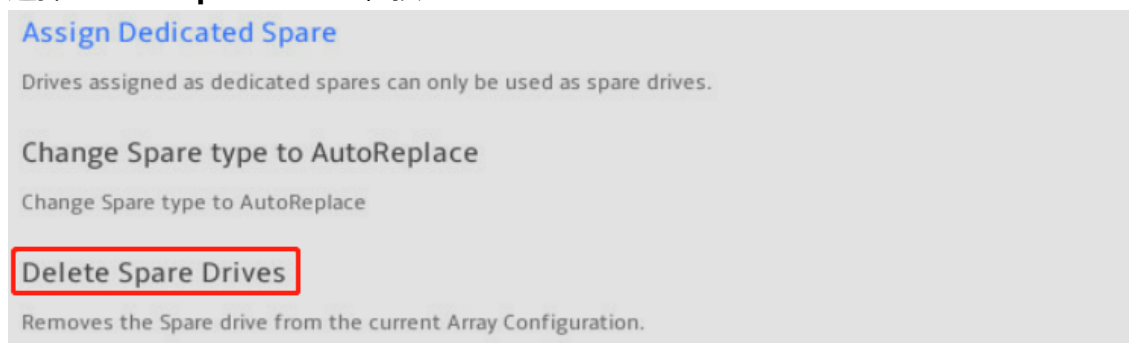 Assign Dedicated Spare
Drives assigned as dedicated spares can only be used as spare drives.
Change Spare type to AutoReplace
Change Spare type to AutoReplace
Delete Spare Drives
Removes the Spare drive from the current Array Configuration.